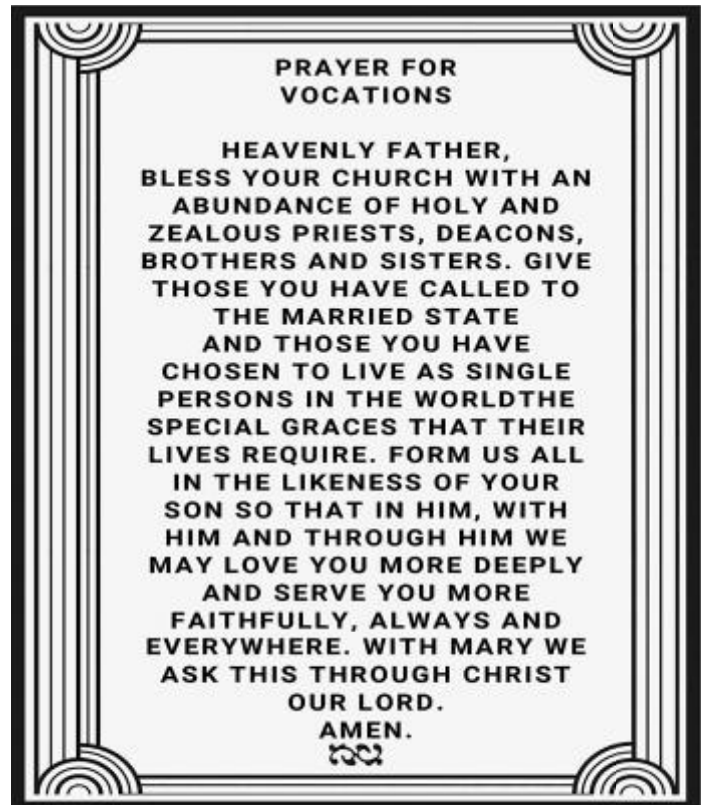 PRAYER FOR
VOCATIONS
HEAVENLY FATHER,
BLESS YOUR CHURCH WITH AN
ABUNDANCE OF HOLY AND
ZEALOUS PRIESTS, DEACONS,
BROTHERS AND SISTERS. GIVE
THOSE YOU HAVE CALLED TO
THE MARRIED STATE
AND THOSE YOU HAVE
CHOSEN TO LIVE AS SINGLE
PERSONS IN THE WORLDTHE
SPECIAL GRACES THAT THEIR
LIVES REQUIRE. FORM US ALL
IN THE LIKENESS OF YOUR
SON SO THAT IN HIM, WITH
HIM AND THROUGH HIM WE
MAY LOVE YOU MORE DEEPLY
AND SERVE YOU MORE
FAITHFULLY, ALWAYS AND
EVERYWHERE. WITH MARY WE
ASK THIS THROUGH CHRIST
OUR LORD.
AMEN.